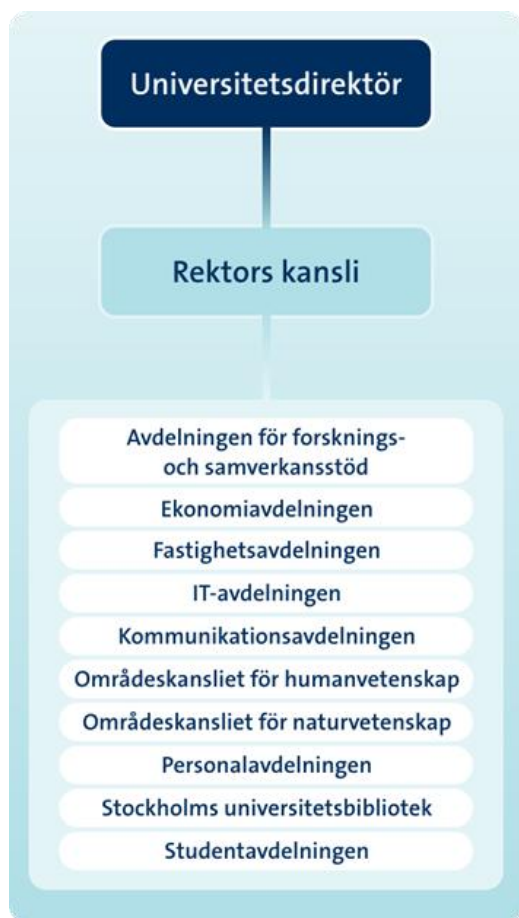 Universitetsdirektör
Rektors kansli
Avdelningen för forsknings-
och samverkansstöd
Ekonomiavdelningen
Fastighetsavdelningen
IT-avdelningen
Kommunikationsavdelningen
Områdeskansliet för humanvetenskap
Områdeskansliet för naturvetenskap
Personalavdelningen
Stockholms universitetsbibliotek
Studentavdelningen